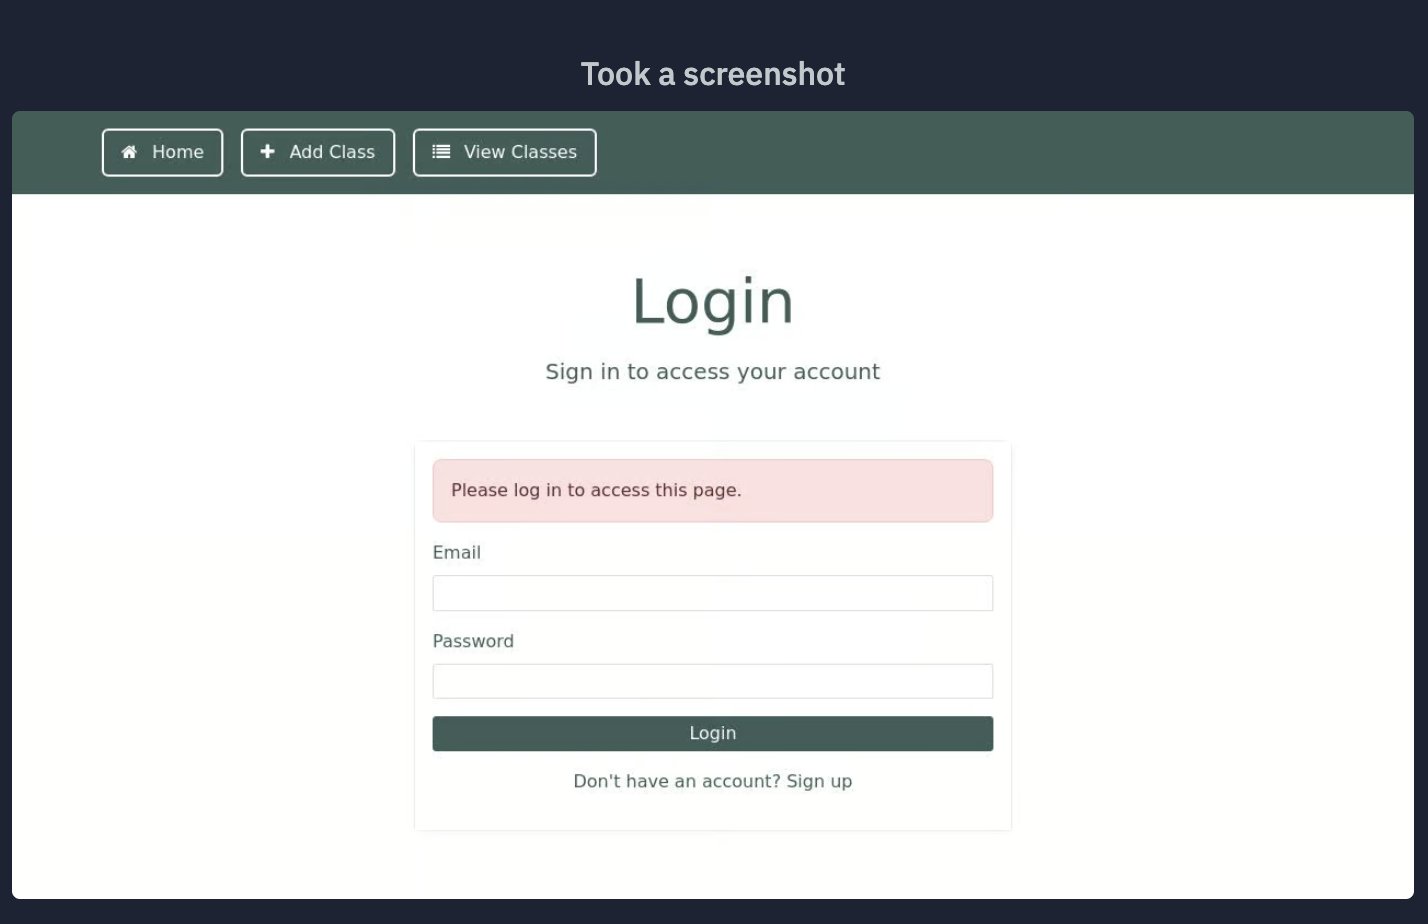 Took a screenshot
Home Add Class View Classes
Login
Sign in to access your account
Please log in to access this page.
Email
Password
Login
Don't have an account? Sign up